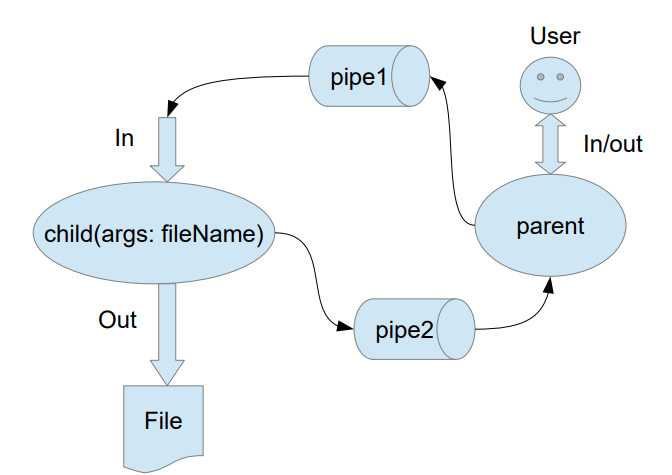 User
pipe1
In
In/out
child(args: fileName)
parent
Out
pipe2
File